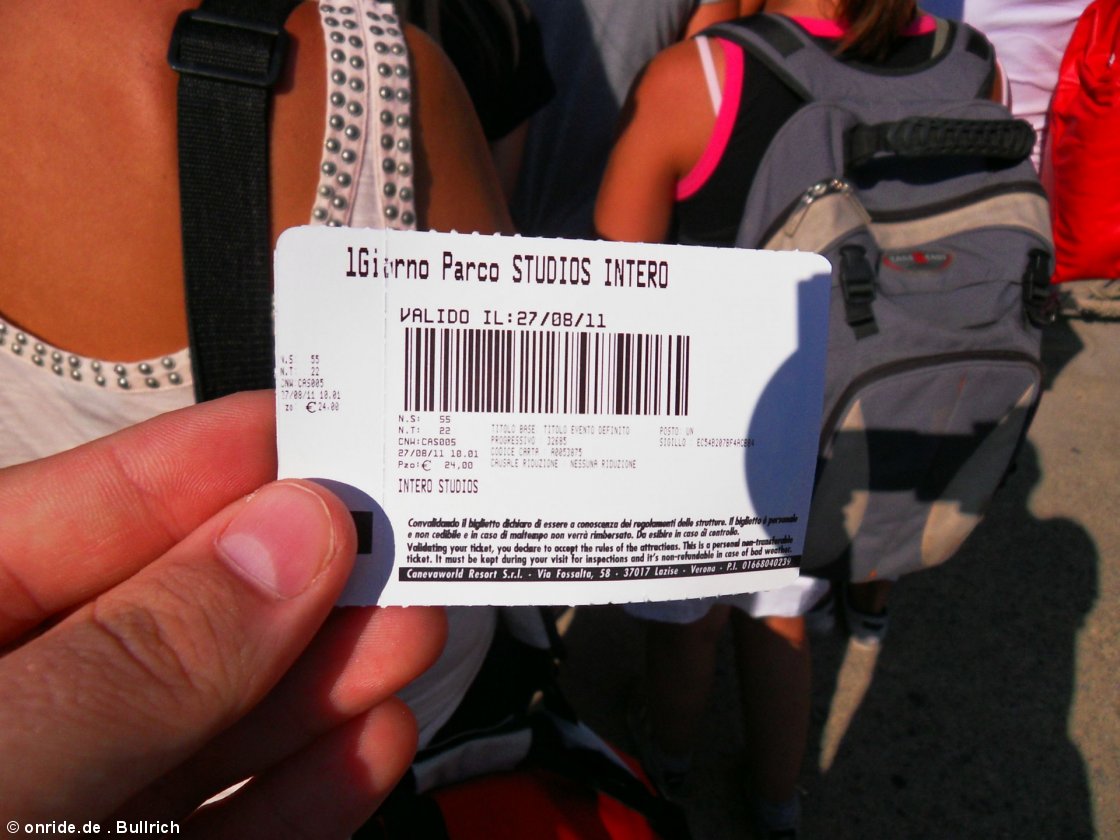 1Giorno Parco STUDIOS INTERO
VALIDO IL:27/08/11
N.S 55
N.T: 22
CNW:CAS005
27/08/11 10.01
zo €24.00
N.S: 55
N.T: 22
CNW:CAS005
27/08/11 10.01
Pzo:€ 24,00
TITOLO BASE: TITOLO EVENTO DEFINITO
POSTO: UN
PROGRESSIVO : 32685
SIGILLO :
CODICE CARTA : A0053075
CAUSALE RIDUZIONE : NESSUNA RIDUZIONE
INTERO STUDIOS
Convalidando il biglietto dichiaro di essere a conoscenza dei regolamenti delle strutture. Il biglietto è personale
e non cedibile e in caso di maltempo non verrà rimborsato. Da esibire in caso di controllo.
Validating your ticket, you declare to accept the rules of the attractions. This is a personal non-transferable
ticket. It must be kept during your visit for inspections and it's non-refundable in case of bad weather.
Canevaworld Resort S.r.l. - Via Fossalta, 58 - 37017 Lazise - Verona - P.I. 01668040239
© onride.de . Bullrich